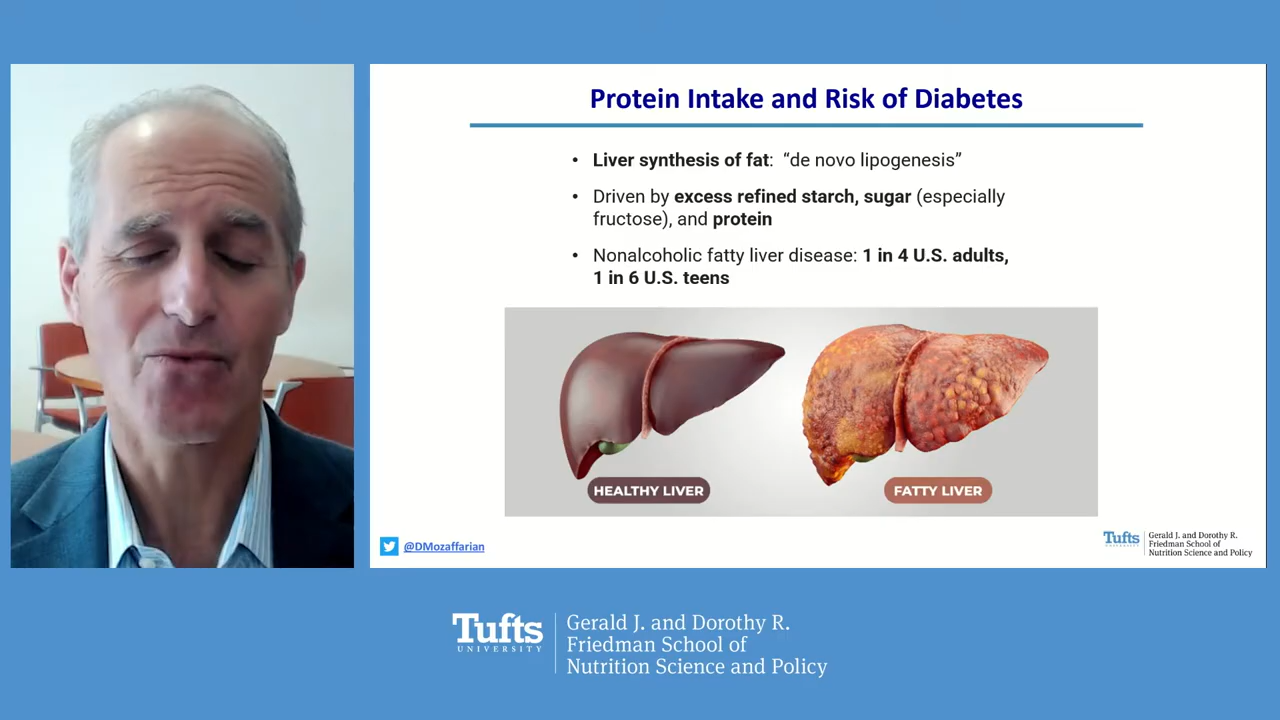 Protein Intake and Risk of Diabetes
• Liver synthesis of fat: “de novo lipogenesis”
• Driven by excess refined starch, sugar (especially
fructose), and protein
• Nonalcoholic fatty liver disease: 1 in 4 U.S. adults,
1 in 6 U.S. teens
HEALTHY LIVER
FATTY LIVER
@DMozaffarian
Tufts
UNIVERSITY
Gerald J. and Dorothy R.
Friedman School of
Nutrition Science and Policy
Tufts
UNIVERSITY
Gerald J. and Dorothy R.
Friedman School of
Nutrition Science and Policy